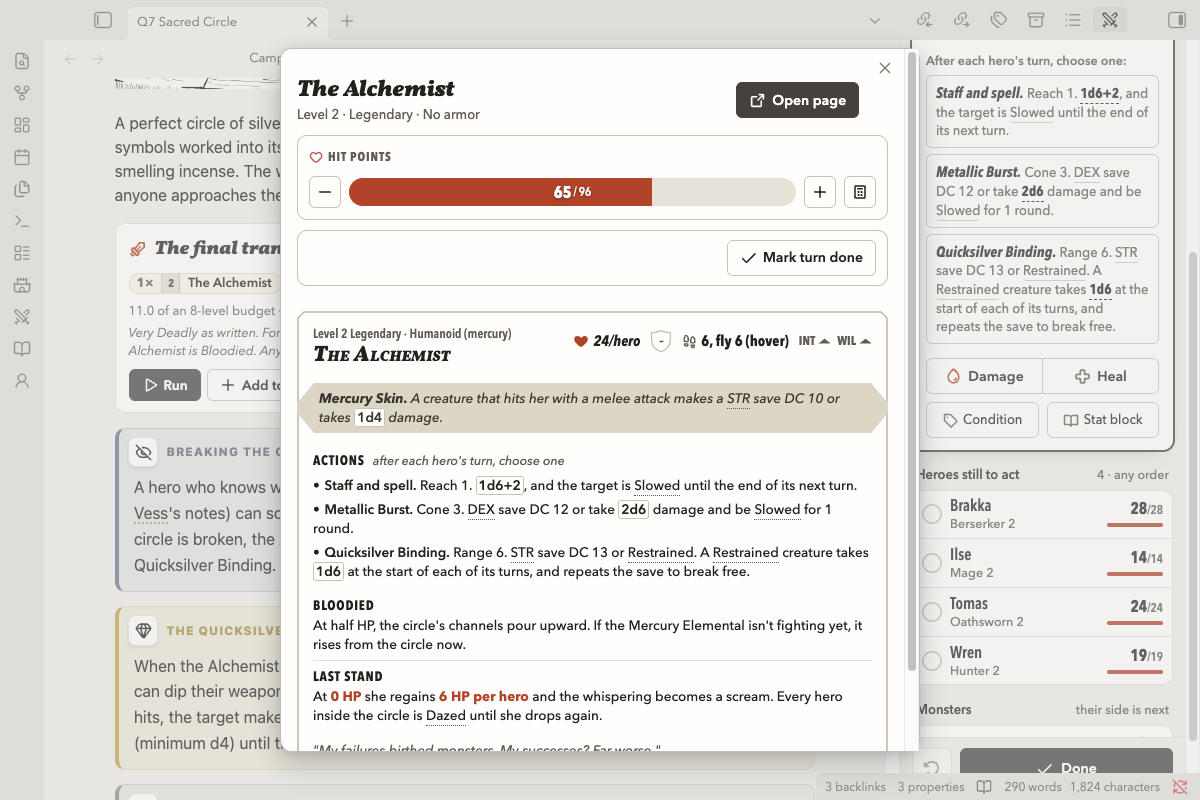 Q7 Sacred Circle
Camp
A perfect circle of silve
symbols worked into its
smelling incense. The w
anyone approaches the
The final tran
1× 2 The Alchemist
11.0 of an 8-level budget ·
Very Deadly as written. For
Alchemist is Bloodied. Any
Run
Add to
BREAKING THE C
A hero who knows w
Vess's notes) can sc
circle is broken, the
Quicksilver Binding.
THE QUICKSILVE
When the Alchemist
can dip their weapon
hits, the target make
(minimum d4) until t
The Alchemist
Level 2 · Legendary · No armor
Open page
HIT POINTS
65/96
Mark turn done
Level 2 Legendary · Humanoid (mercury)
The Alchemist
24/hero - 6, fly 6 (hover) INT WIL
Mercury Skin. A creature that hits her with a melee attack makes a STR save DC 10 or
takes 1d4 damage.
ACTIONS after each hero's turn, choose one
• Staff and spell. Reach 1. 1d6+2, and the target is Slowed until the end of its next turn.
• Metallic Burst. Cone 3. DEX save DC 12 or take 2d6 damage and be Slowed for 1
round.
• Quicksilver Binding. Range 6. STR save DC 13 or Restrained. A Restrained creature takes
1d6 at the start of each of its turns, and repeats the save to break free.
BLOODIED
At half HP, the circle's channels pour upward. If the Mercury Elemental isn't fighting yet, it
rises from the circle now.
LAST STAND
At 0 HP she regains 6 HP per hero and the whispering becomes a scream. Every hero
inside the circle is Dazed until she drops again.
"My failures birthed monsters. My successes? Far worse."
After each hero's turn, choose one:
Staff and spell. Reach 1. 1d6+2, and
the target is Slowed until the end of
its next turn.
Metallic Burst. Cone 3. DEX save
DC 12 or take 2d6 damage and be
Slowed for 1 round.
Quicksilver Binding. Range 6. STR
save DC 13 or Restrained. A
Restrained creature takes 1d6 at the
start of each of its turns, and
repeats the save to break free.
Damage
Heal
Condition
Stat block
Heroes still to act
4 · any order
Brakka
28/28
Berserker 2
Ilse
14/14
Mage 2
Tomas
24/24
Oathsworn 2
Wren
19/19
Hunter 2
Monsters
their side is next
Done
3 backlinks
3 properties
290 words
1,824 characters